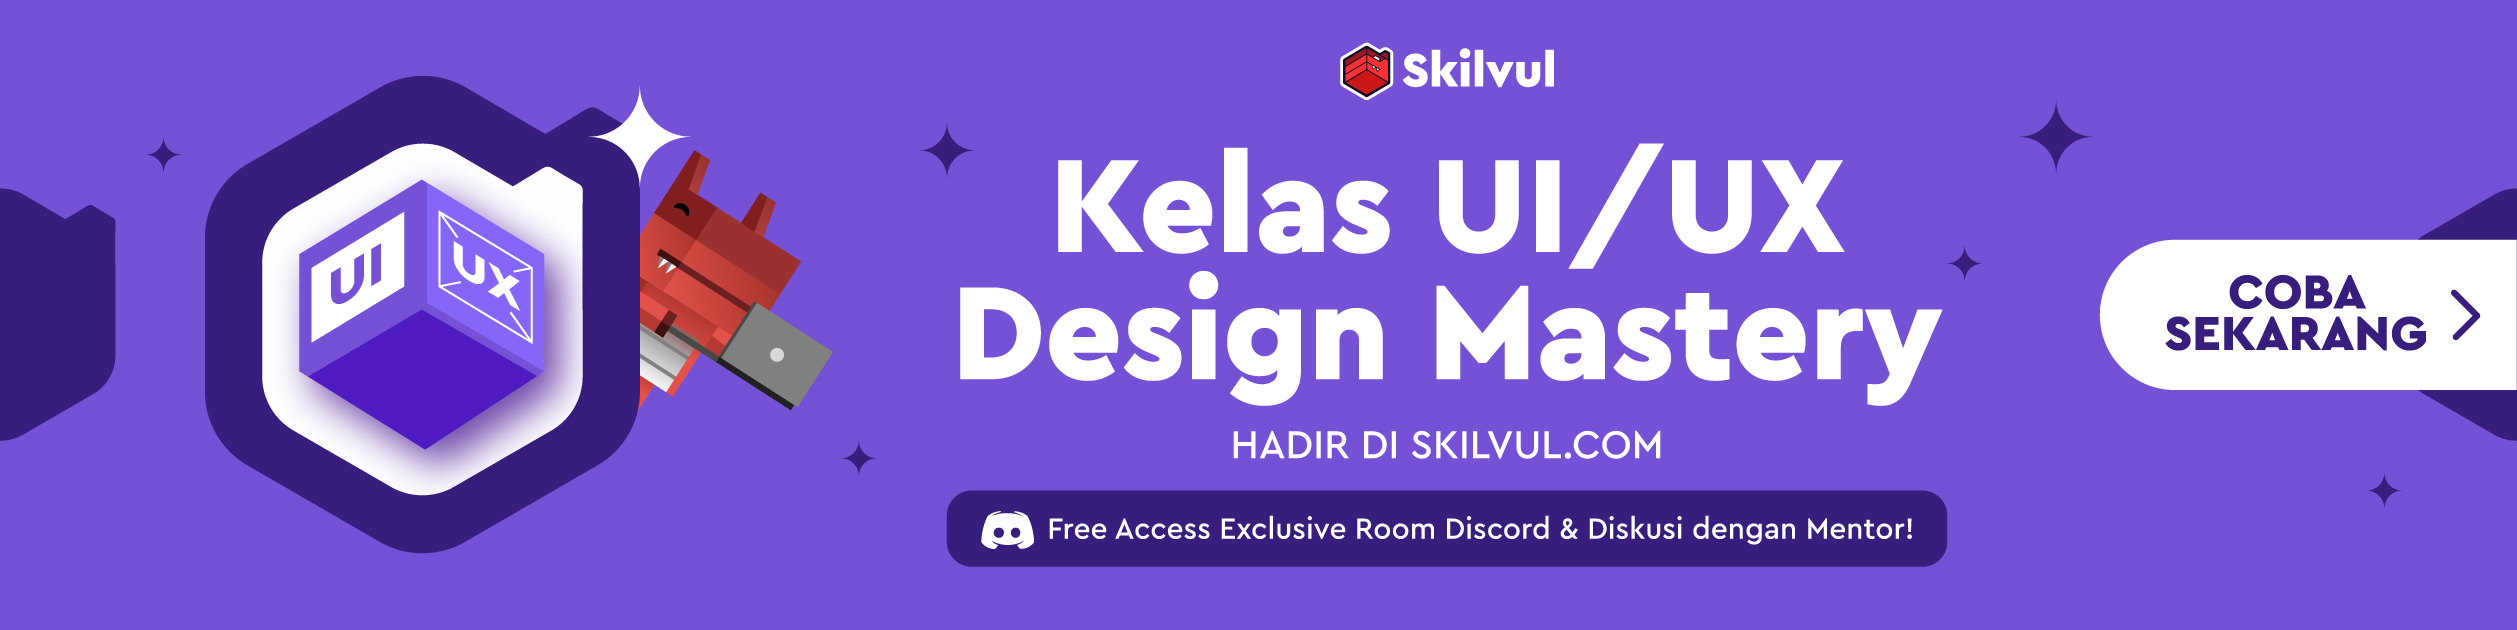 Skilvul
UI
UX
Kelas UI/UX
Design Mastery
HADIR DI SKILVUL.COM
Free Access Exclusive Room Discord & Diskusi dengan Mentor!
COBA
SEKARANG